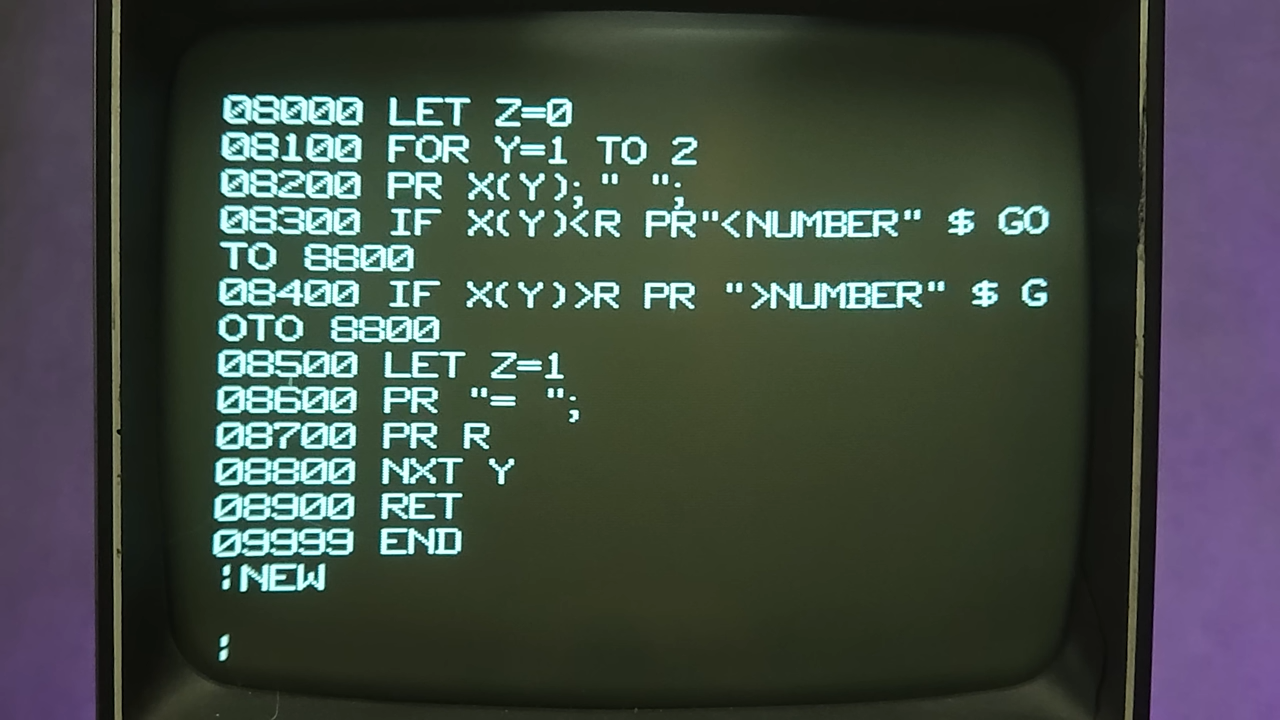 08000 LET Z=0
08100 FOR Y=1 TO 2
08200 PR X(Y);" ";
08300 IF X(Y)<R PR"<NUMBER" $ GO
TO 8800
08400 IF X(Y)>R PR ">NUMBER" $ G
OTO 8800
08500 LET Z=1
08600 PR "= ";
08700 PR R
08800 NXT Y
08900 RET
09999 END
:NEW
: